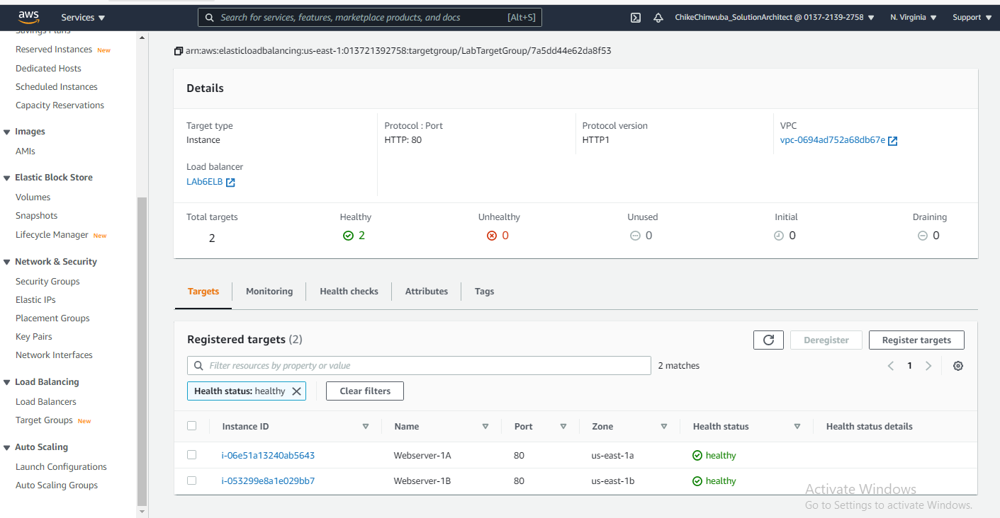 aws Services Search for services, features, marketplace products, and docs [Alt+S] ChikeChinwuba_SolutionArchitect @ 0137-2139-2758 N. Virginia Support
Savings Plans
Reserved Instances New
Dedicated Hosts
Scheduled Instances
Capacity Reservations
Images
AMIs
Elastic Block Store
Volumes
Snapshots
Lifecycle Manager New
Network & Security
Security Groups
Elastic IPs
Placement Groups
Key Pairs
Network Interfaces
Load Balancing
Load Balancers
Target Groups New
Auto Scaling
Launch Configurations
Auto Scaling Groups
arn:aws:elasticloadbalancing:us-east-1:013721392758:targetgroup/LabTargetGroup/7a5dd44e62da8f53
Details
Target type Protocol : Port Protocol version VPC
Instance HTTP: 80 HTTP1 vpc-0694ad752a68db67e
Load balancer
LAb6ELB
Total targets Healthy Unhealthy Unused Initial Draining
2 2 0 0 0 0
Targets Monitoring Health checks Attributes Tags
Registered targets (2) Deregister Register targets
Filter resources by property or value 2 matches 1
Health status: healthy Clear filters
Instance ID Name Port Zone Health status Health status details
i-06e51a13240ab5643 Webserver-1A 80 us-east-1a healthy
i-053299e8a1e029bb7 Webserver-1B 80 us-east-1b healthy
Activate Windows
Go to Settings to activate Windows.